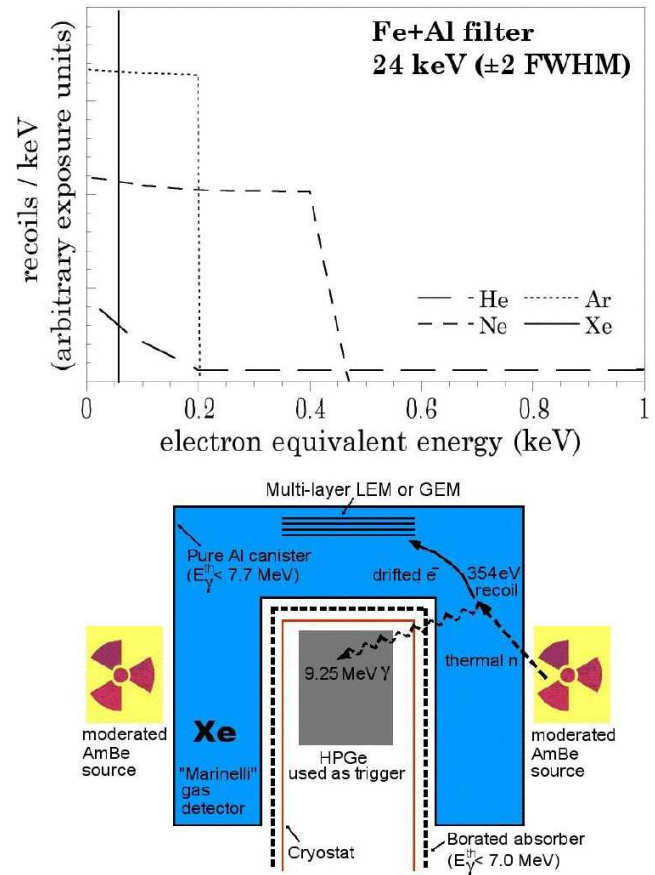 Fe+Al filter
24 keV (±2 FWHM)
recoils / keV
(arbitrary exposure units)
He
Ar
Ne
Xe
0
0.2
0.4
0.6
0.8
1
electron equivalent energy (keV)
Multi-layer LEM or GEM
Pure Al canister
(E_γ^th < 7.7 MeV)
drifted e⁻
354eV
recoil
thermal n
9.25 MeV γ
moderated
AmBe
source
Xe
"Marinelli"
gas
detector
HPGe
used as trigger
moderated
AmBe
source
Cryostat
Borated absorber
(E_γ^th < 7.0 MeV)